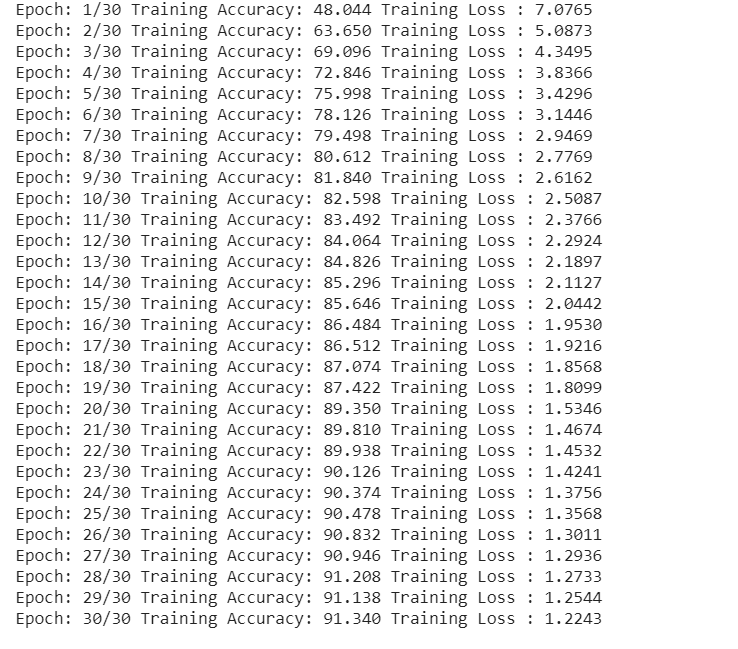 Epoch: 1/30 Training Accuracy: 48.044 Training Loss : 7.0765
Epoch: 2/30 Training Accuracy: 63.650 Training Loss : 5.0873
Epoch: 3/30 Training Accuracy: 69.096 Training Loss : 4.3495
Epoch: 4/30 Training Accuracy: 72.846 Training Loss : 3.8366
Epoch: 5/30 Training Accuracy: 75.998 Training Loss : 3.4296
Epoch: 6/30 Training Accuracy: 78.126 Training Loss : 3.1446
Epoch: 7/30 Training Accuracy: 79.498 Training Loss : 2.9469
Epoch: 8/30 Training Accuracy: 80.612 Training Loss : 2.7769
Epoch: 9/30 Training Accuracy: 81.840 Training Loss : 2.6162
Epoch: 10/30 Training Accuracy: 82.598 Training Loss : 2.5087
Epoch: 11/30 Training Accuracy: 83.492 Training Loss : 2.3766
Epoch: 12/30 Training Accuracy: 84.064 Training Loss : 2.2924
Epoch: 13/30 Training Accuracy: 84.826 Training Loss : 2.1897
Epoch: 14/30 Training Accuracy: 85.296 Training Loss : 2.1127
Epoch: 15/30 Training Accuracy: 85.646 Training Loss : 2.0442
Epoch: 16/30 Training Accuracy: 86.484 Training Loss : 1.9530
Epoch: 17/30 Training Accuracy: 86.512 Training Loss : 1.9216
Epoch: 18/30 Training Accuracy: 87.074 Training Loss : 1.8568
Epoch: 19/30 Training Accuracy: 87.422 Training Loss : 1.8099
Epoch: 20/30 Training Accuracy: 89.350 Training Loss : 1.5346
Epoch: 21/30 Training Accuracy: 89.810 Training Loss : 1.4674
Epoch: 22/30 Training Accuracy: 89.938 Training Loss : 1.4532
Epoch: 23/30 Training Accuracy: 90.126 Training Loss : 1.4241
Epoch: 24/30 Training Accuracy: 90.374 Training Loss : 1.3756
Epoch: 25/30 Training Accuracy: 90.478 Training Loss : 1.3568
Epoch: 26/30 Training Accuracy: 90.832 Training Loss : 1.3011
Epoch: 27/30 Training Accuracy: 90.946 Training Loss : 1.2936
Epoch: 28/30 Training Accuracy: 91.208 Training Loss : 1.2733
Epoch: 29/30 Training Accuracy: 91.138 Training Loss : 1.2544
Epoch: 30/30 Training Accuracy: 91.340 Training Loss : 1.2243